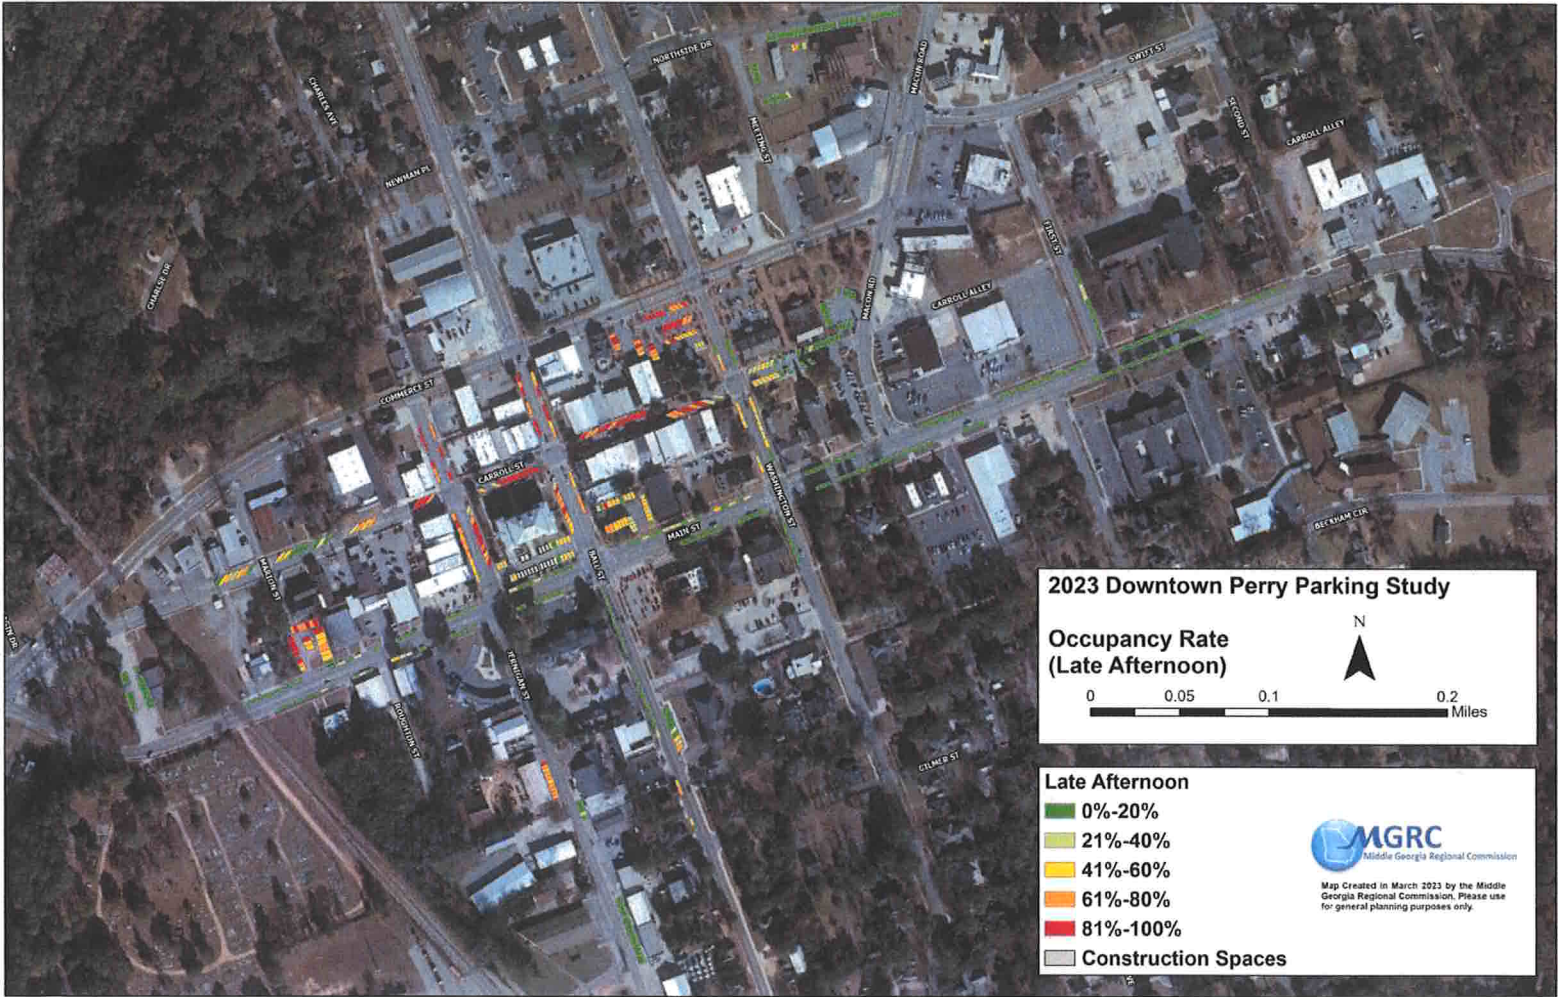 NORTHSIDE DR
MACON ROAD
SWIFT ST
CHARLES AVE
MEETING ST
SECOND ST
CARROLL ALLEY
NEWMAN PL
CHARLSE DR
FIRST ST
MACON RD
CARROLL ALLEY
COMMERCE ST
CARROLL ST
WASHINGTON ST
MAIN ST
BECKHAM CIR
MARION ST
BALL ST
JERNIGAN ST
ROUGHTON ST
GILMER ST
2023 Downtown Perry Parking Study
Occupancy Rate
(Late Afternoon)
N
0 0.05 0.1 0.2
Miles
Late Afternoon
0%-20%
21%-40%
41%-60%
61%-80%
81%-100%
Construction Spaces
MGRC
Middle Georgia Regional Commission
Map Created in March 2023 by the Middle
Georgia Regional Commission. Please use
for general planning purposes only.